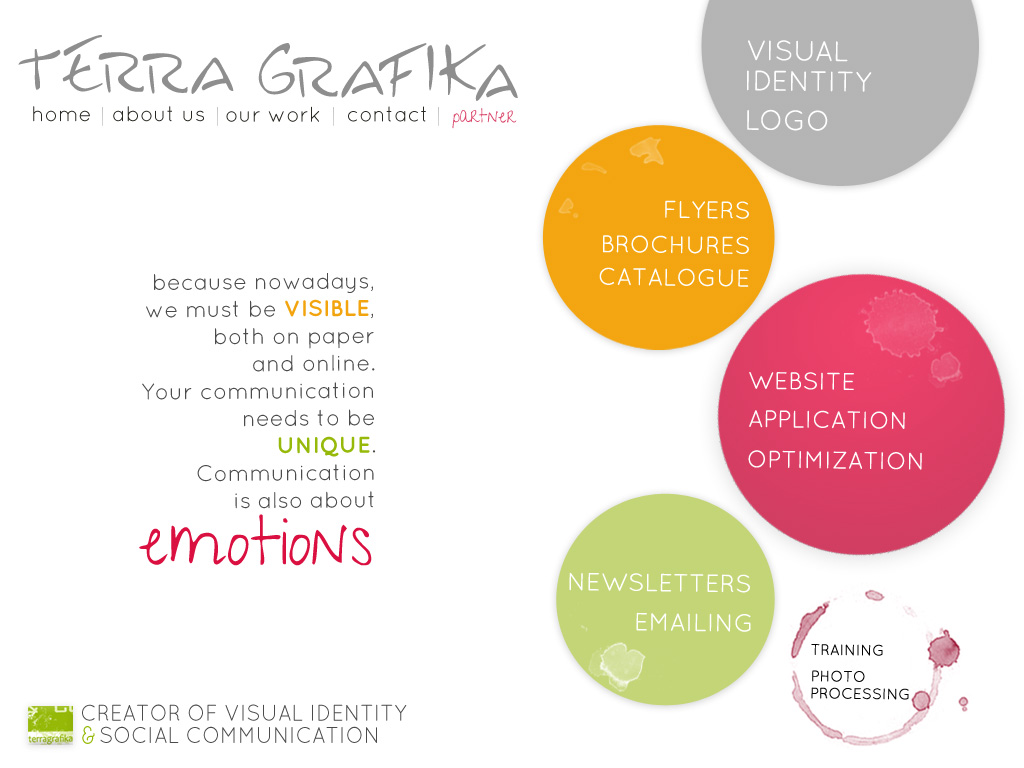 TERRA GRAFIKA
home | about us | our work | contact | partner
VISUAL
IDENTITY
LOGO
FLYERS
BROCHURES
CATALOGUE
because nowadays,
we must be VISIBLE,
both on paper
and online.
Your communication
needs to be
UNIQUE.
Communication
is also about
emotions
WEBSITE
APPLICATION
OPTIMIZATION
NEWSLETTERS
EMAILING
TRAINING
PHOTO
PROCESSING
terragrafika
CREATOR OF VISUAL IDENTITY
& SOCIAL COMMUNICATION